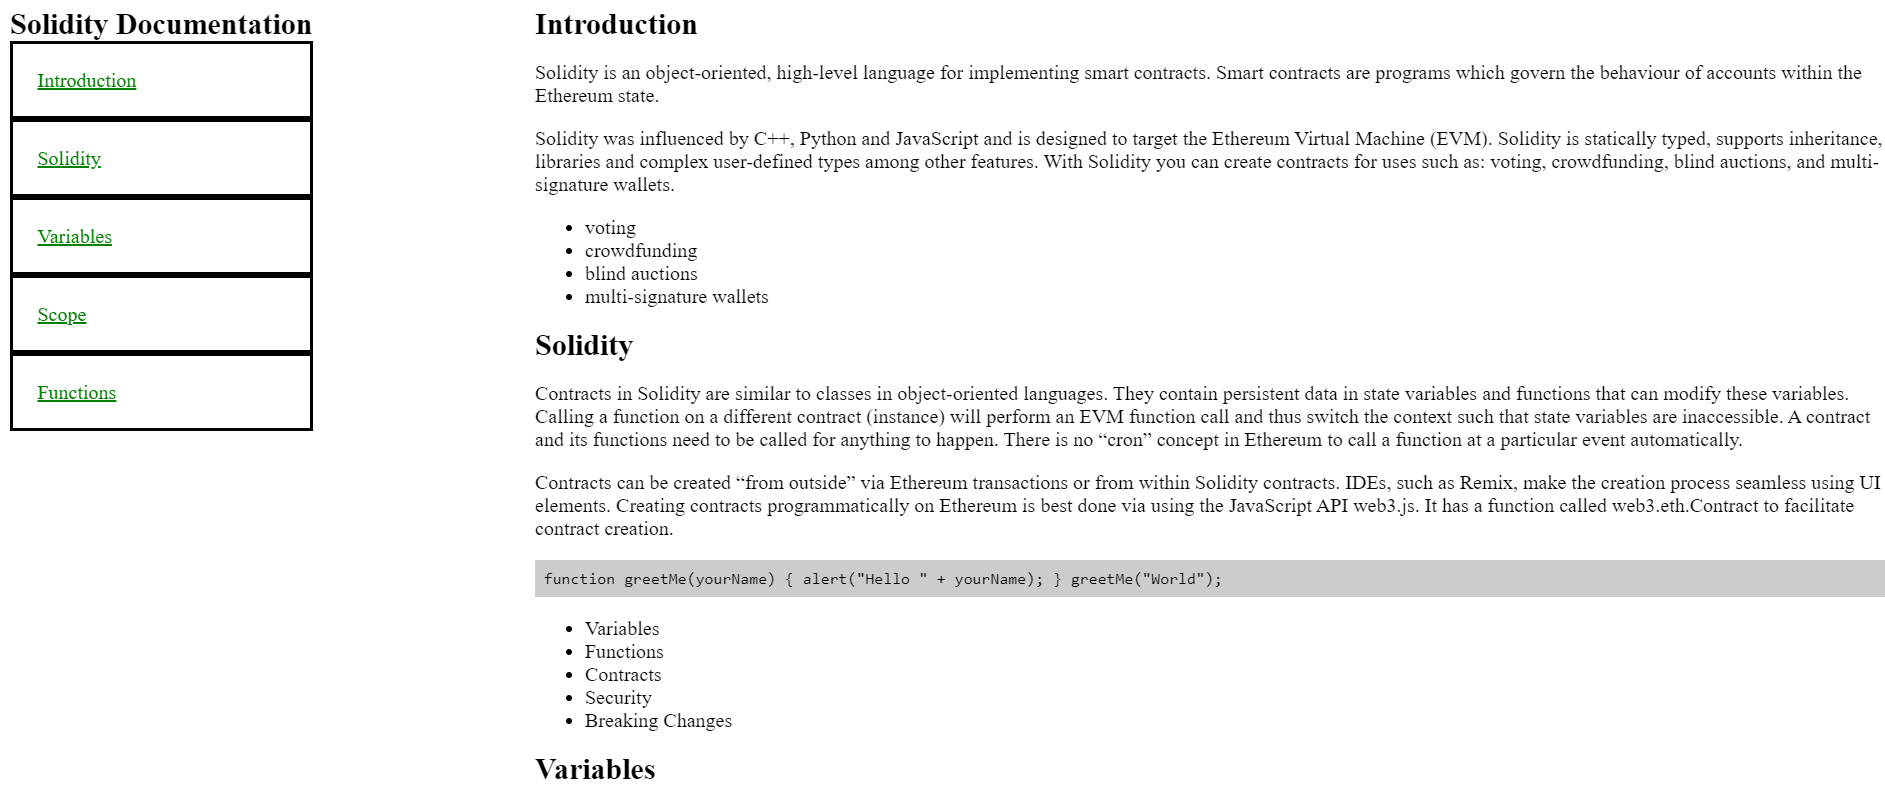 Solidity Documentation
Introduction
Solidity
Variables
Scope
Functions
Introduction
Solidity is an object-oriented, high-level language for implementing smart contracts. Smart contracts are programs which govern the behaviour of accounts within the
Ethereum state.
Solidity was influenced by C++, Python and JavaScript and is designed to target the Ethereum Virtual Machine (EVM). Solidity is statically typed, supports inheritance,
libraries and complex user-defined types among other features. With Solidity you can create contracts for uses such as: voting, crowdfunding, blind auctions, and multi-
signature wallets.
• voting
• crowdfunding
• blind auctions
• multi-signature wallets
Solidity
Contracts in Solidity are similar to classes in object-oriented languages. They contain persistent data in state variables and functions that can modify these variables.
Calling a function on a different contract (instance) will perform an EVM function call and thus switch the context such that state variables are inaccessible. A contract
and its functions need to be called for anything to happen. There is no “cron” concept in Ethereum to call a function at a particular event automatically.
Contracts can be created “from outside” via Ethereum transactions or from within Solidity contracts. IDEs, such as Remix, make the creation process seamless using UI
elements. Creating contracts programmatically on Ethereum is best done via using the JavaScript API web3.js. It has a function called web3.eth.Contract to facilitate
contract creation.
function greetMe(yourName) { alert("Hello " + yourName); } greetMe("World");
• Variables
• Functions
• Contracts
• Security
• Breaking Changes
Variables